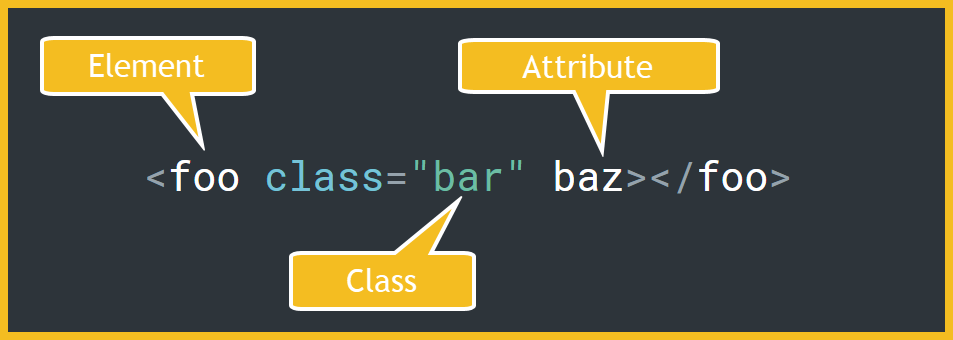 Element
Attribute
<foo class="bar" baz></foo>
Class